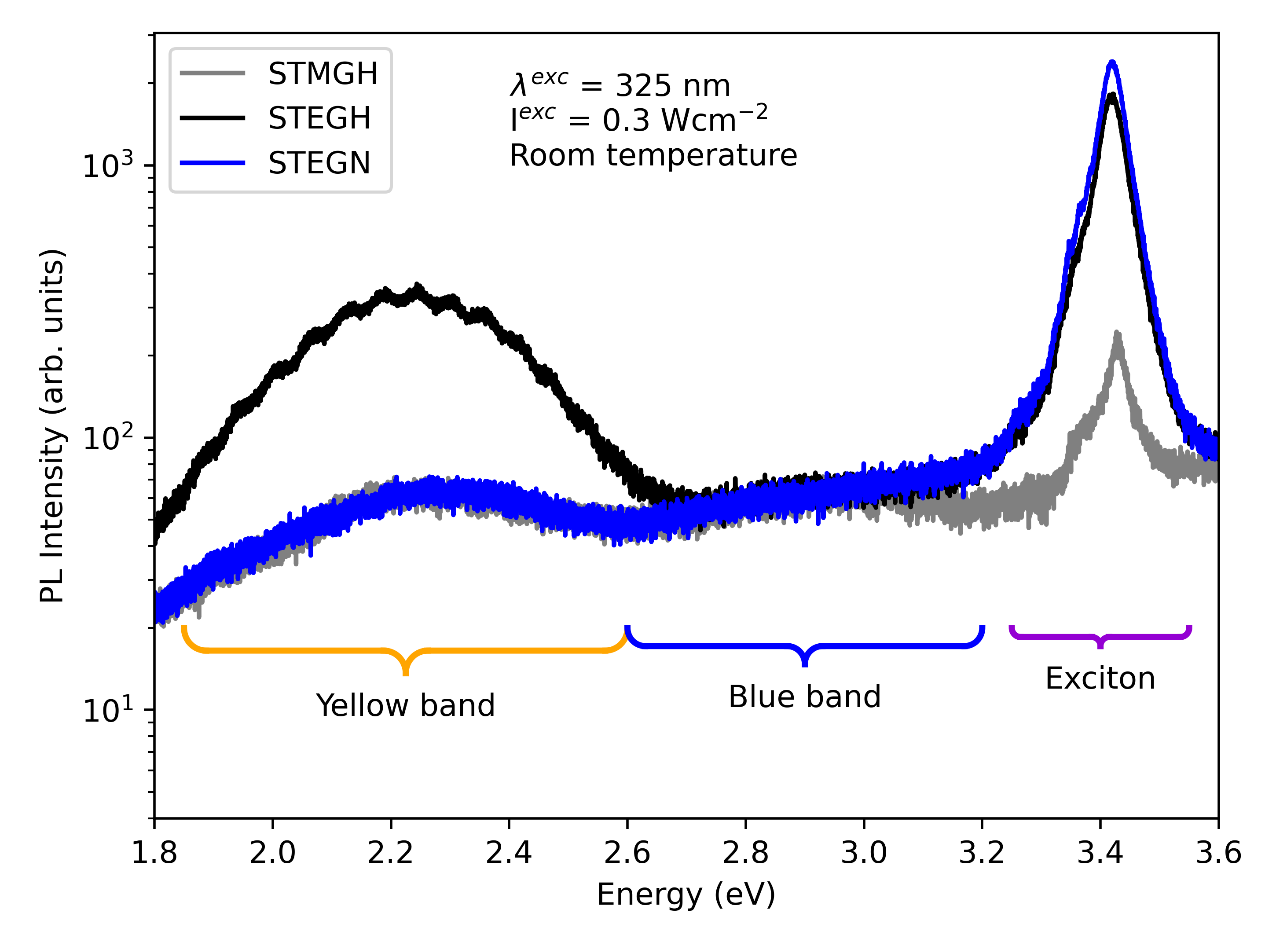 STMGH
STEGH
STEGN
λ^exc = 325 nm
I^exc = 0.3 Wcm⁻²
Room temperature
PL Intensity (arb. units)
10³
10²
10¹
Yellow band
Blue band
Exciton
1.8 2.0 2.2 2.4 2.6 2.8 3.0 3.2 3.4 3.6
Energy (eV)